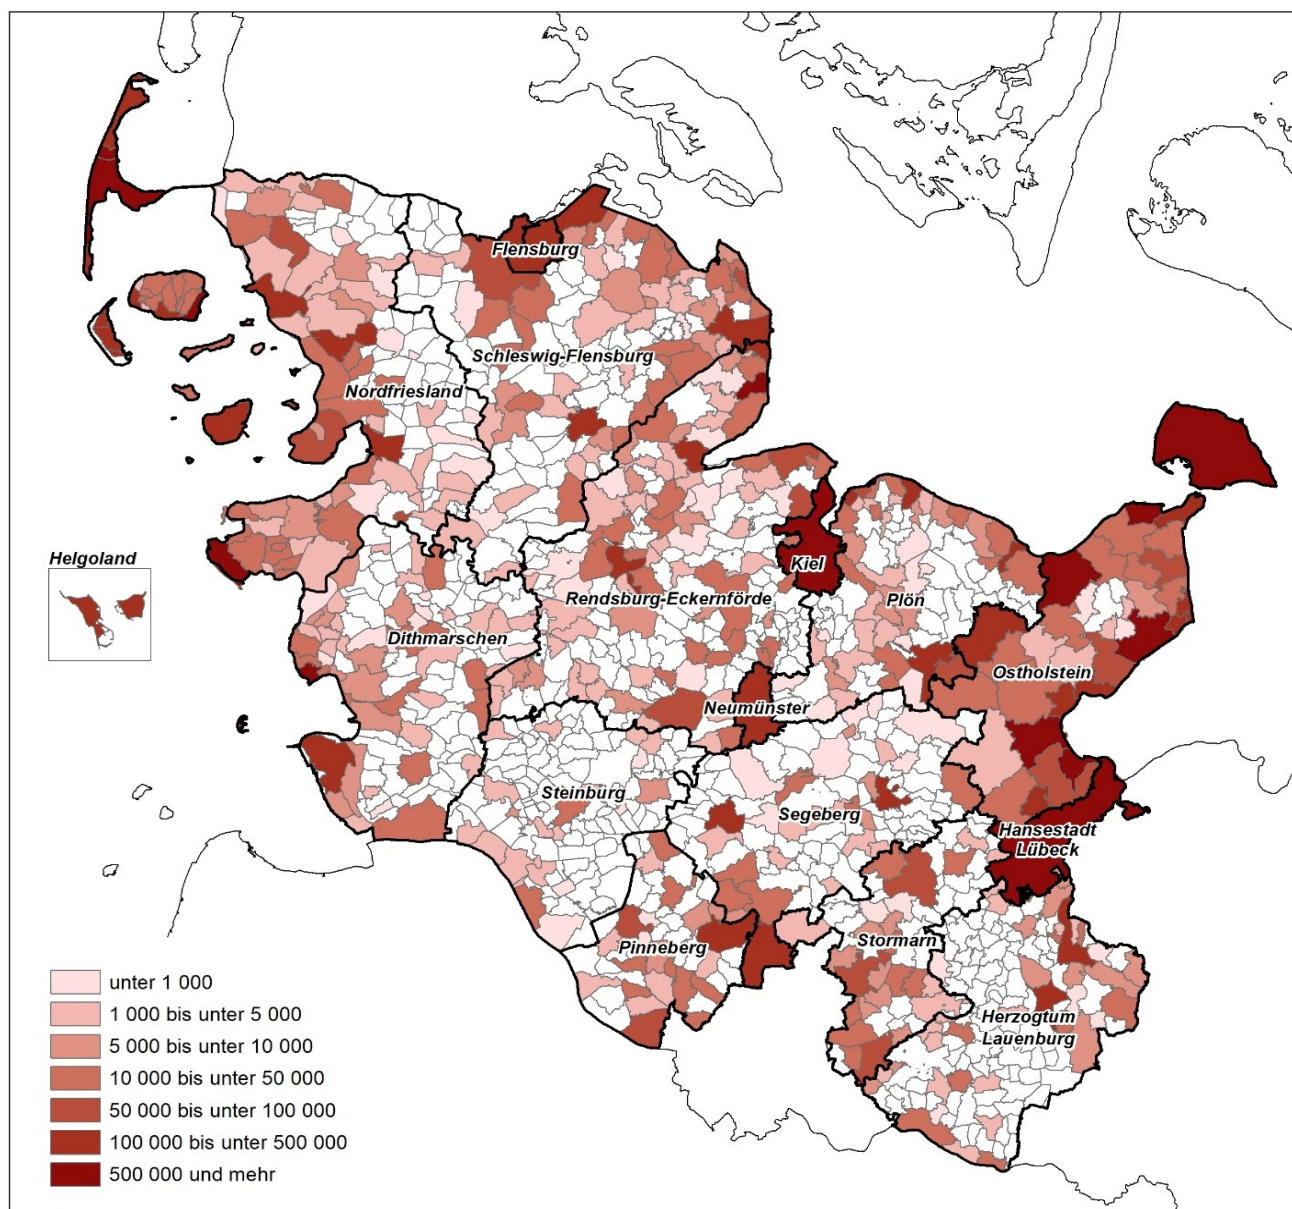 Flensburg
Schleswig-Flensburg
Nordfriesland
Helgoland
Kiel
Rendsburg-Eckernförde
Plön
Dithmarschen
Ostholstein
Neumünster
Steinburg
Segeberg
Hansestadt
Lübeck
Pinneberg
Stormarn
Herzogtum
Lauenburg
unter 1 000
1 000 bis unter 5 000
5 000 bis unter 10 000
10 000 bis unter 50 000
50 000 bis unter 100 000
100 000 bis unter 500 000
500 000 und mehr